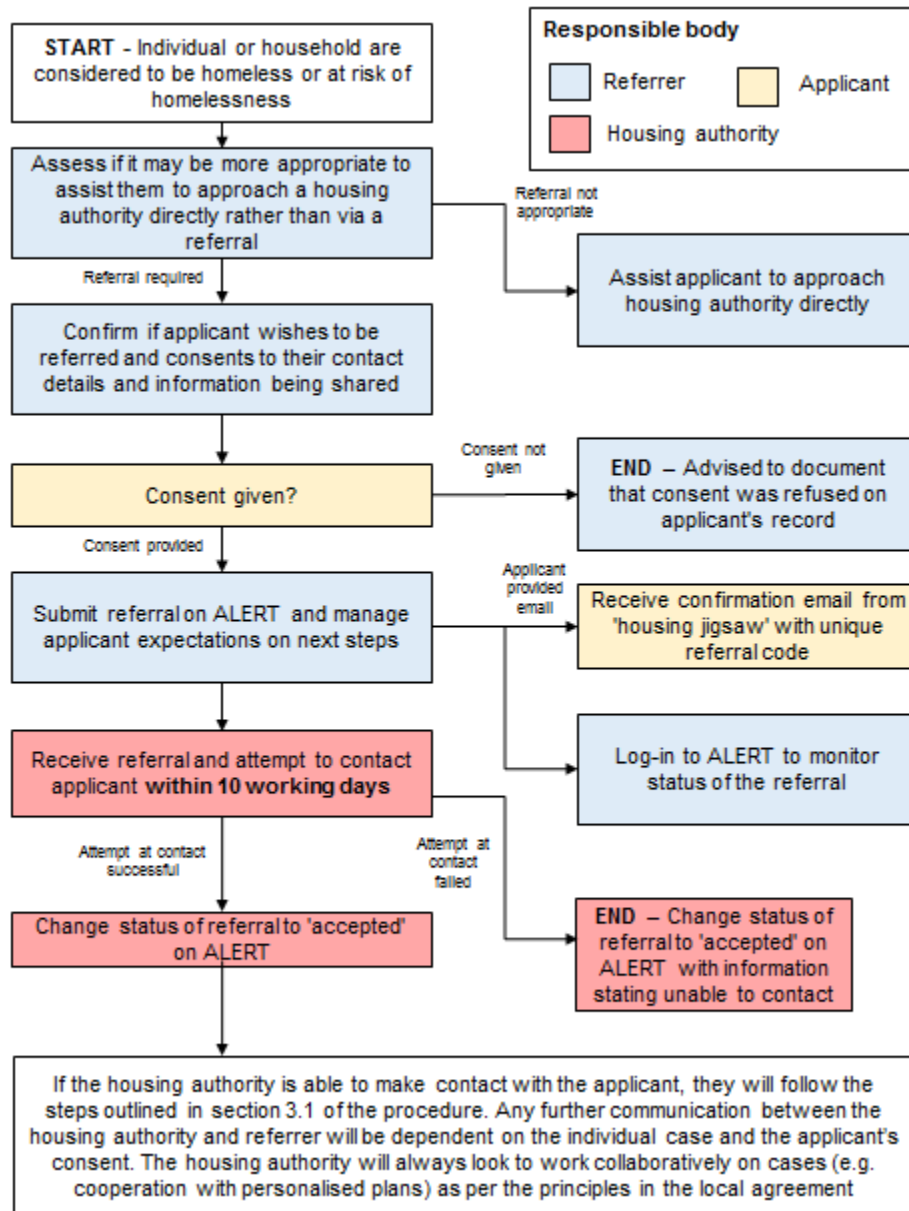 START - Individual or household are
considered to be homeless or at risk of
homelessness
Responsible body
Referrer
Applicant
Housing authority
Assess if it may be more appropriate to
assist them to approach a housing
authority directly rather than via a
referral
Referral not
appropriate
Referral required
Assist applicant to approach
housing authority directly
Confirm if applicant wishes to be
referred and consents to their contact
details and information being shared
Consent given?
Consent not
given
END – Advised to document
that consent was refused on
applicant's record
Consent provided
Submit referral on ALERT and manage
applicant expectations on next steps
Applicant
provided
email
Receive confirmation email from
'housing jigsaw' with unique
referral code
Log-in to ALERT to monitor
status of the referral
Receive referral and attempt to contact
applicant within 10 working days
Attempt at contact
successful
Attempt at
contact
failed
Change status of referral to 'accepted'
on ALERT
END – Change status of
referral to 'accepted' on
ALERT with information
stating unable to contact
If the housing authority is able to make contact with the applicant, they will follow the
steps outlined in section 3.1 of the procedure. Any further communication between the
housing authority and referrer will be dependent on the individual case and the applicant's
consent. The housing authority will always look to work collaboratively on cases (e.g.
cooperation with personalised plans) as per the principles in the local agreement